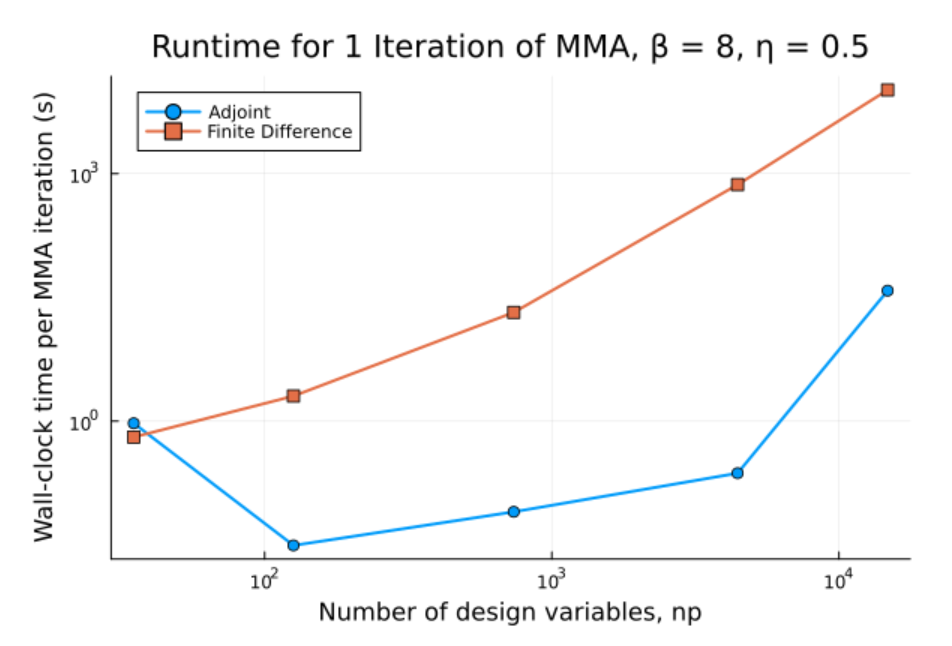 Runtime for 1 Iteration of MMA, β = 8, η = 0.5
Adjoint
Finite Difference
Wall-clock time per MMA iteration (s)
10³
10⁰
10² 10³ 10⁴
Number of design variables, np